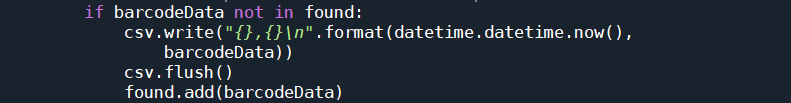 if barcodeData not in found:
csv.write("{},{}\n".format(datetime.datetime.now(),
barcodeData))
csv.flush()
found.add(barcodeData)